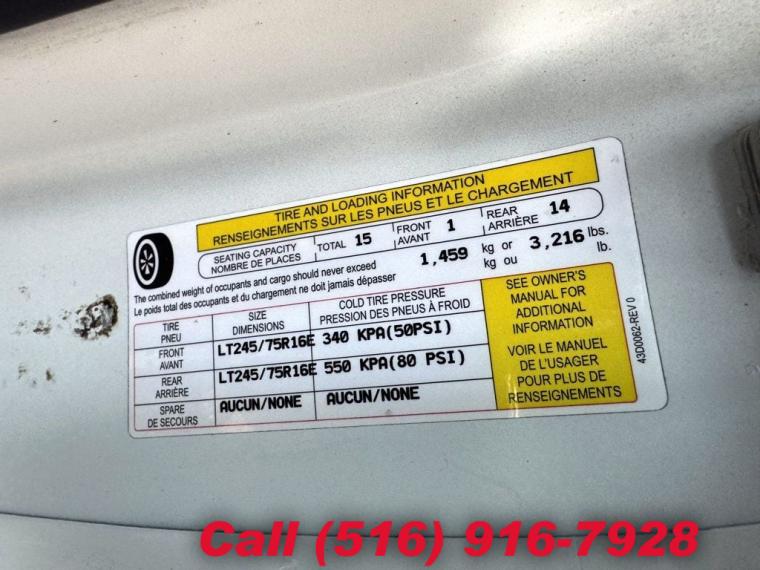 TIRE AND LOADING INFORMATION
RENSEIGNEMENTS SUR LES PNEUS ET LE CHARGEMENT
SEATING CAPACITY
NOMBRE DE PLACES
TOTAL 15
FRONT
AVANT
1
REAR
ARRIÈRE
14
The combined weight of occupants and cargo should never exceed
Le poids total des occupants et du chargement ne doit jamais dépasser
1,459 kg or 3,216 lbs.
kg ou lb.
TIRE
PNEU
SIZE
DIMENSIONS
COLD TIRE PRESSURE
PRESSION DES PNEUS À FROID
FRONT
AVANT
LT245/75R16E 340 KPA(50PSI)
REAR
ARRIÈRE
LT245/75R16E 550 KPA(80 PSI)
SPARE
DE SECOURS
AUCUN/NONE AUCUN/NONE
SEE OWNER'S
MANUAL FOR
ADDITIONAL
INFORMATION
VOIR LE MANUEL
DE L'USAGER
POUR PLUS DE
RENSEIGNEMENTS
43D0062-REV 0
Call (516) 916-7928